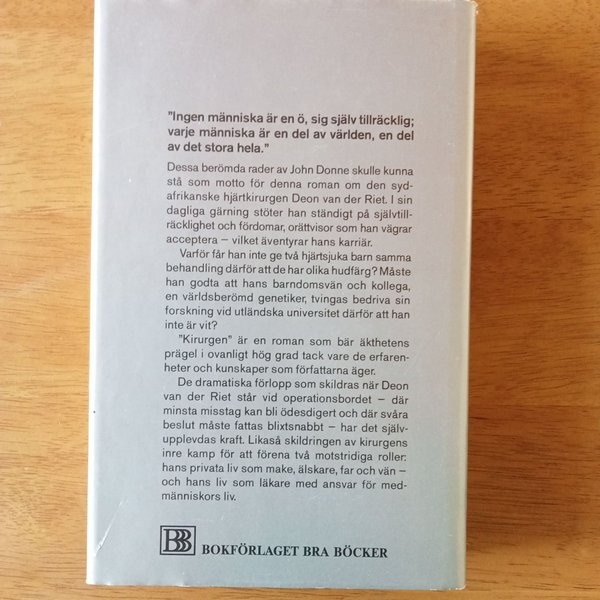 "Ingen människa är en ö, sig själv tillräcklig;
varje människa är en del av världen, en del
av det stora hela."
Dessa berömda rader av John Donne skulle kunna
stå som motto för denna roman om den syd-
afrikanske hjärtkirurgen Deon van der Riet. I sin
dagliga gärning stöter han ständigt på självtill-
räcklighet och fördomar, orättvisor som han vägrar
acceptera – vilket äventyrar hans karriär.
Varför får han inte ge två hjärtsjuka barn samma
behandling därför att de har olika hudfärg? Måste
han godta att hans barndomsvän och kollega,
en världsberömd genetiker, tvingas bedriva sin
forskning vid utländska universitet därför att han
inte är vit?
"Kirurgen" är en roman som bär äkthetens
prägel i ovanligt hög grad tack vare de erfaren-
heter och kunskaper som författarna äger.
De dramatiska förlopp som skildras när Deon
van der Riet står vid operationsbordet – där
minsta misstag kan bli ödesdigert och där svåra
beslut måste fattas blixtsnabbt – har det själv-
upplevdas kraft. Likaså skildringen av kirurgens
inre kamp för att förena två motstridiga roller:
hans privata liv som make, älskare, far och vän –
och hans liv som läkare med ansvar för med-
människors liv.
BBB BOKFÖRLAGET BRA BÖCKER